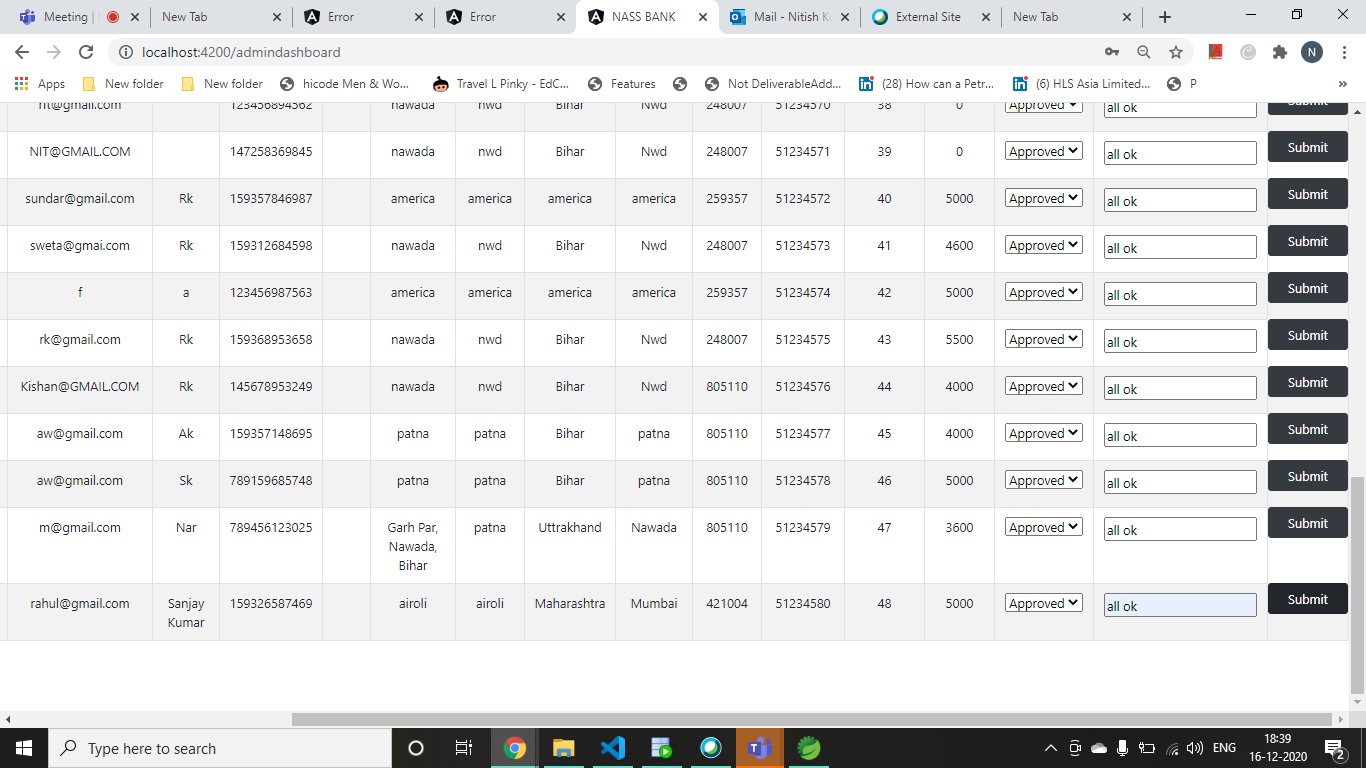 Meeting |
New Tab
Error
Error
NASS BANK
Mail - Nitish K
External Site
New Tab
localhost:4200/admindashboard
N
Apps
New folder
New folder
hicode Men & Wo...
Travel L Pinky - EdC...
Features
Not DeliverableAdd...
(28) How can a Petr...
(6) HLS Asia Limited...
P
»
rit@gmail.com 123456894562 nawada nwd Bihar Nwd 248007 51234570 38 0 Approved all ok Submit
NIT@GMAIL.COM 147258369845 nawada nwd Bihar Nwd 248007 51234571 39 0 Approved all ok Submit
sundar@gmail.com Rk 159357846987 america america america america 259357 51234572 40 5000 Approved all ok Submit
sweta@gmai.com Rk 159312684598 nawada nwd Bihar Nwd 248007 51234573 41 4600 Approved all ok Submit
f a 123456987563 america america america america 259357 51234574 42 5000 Approved all ok Submit
rk@gmail.com Rk 159368953658 nawada nwd Bihar Nwd 248007 51234575 43 5500 Approved all ok Submit
Kishan@GMAIL.COM Rk 145678953249 nawada nwd Bihar Nwd 805110 51234576 44 4000 Approved all ok Submit
aw@gmail.com Ak 159357148695 patna patna Bihar patna 805110 51234577 45 4000 Approved all ok Submit
aw@gmail.com Sk 789159685748 patna patna Bihar patna 805110 51234578 46 5000 Approved all ok Submit
m@gmail.com Nar 789456123025 Garh Par, patna Uttrakhand Nawada 805110 51234579 47 3600 Approved all ok Submit
Nawada,
Bihar
rahul@gmail.com Sanjay 159326587469 airoli airoli Maharashtra Mumbai 421004 51234580 48 5000 Approved all ok Submit
Kumar
Type here to search
ENG
18:39
16-12-2020
2